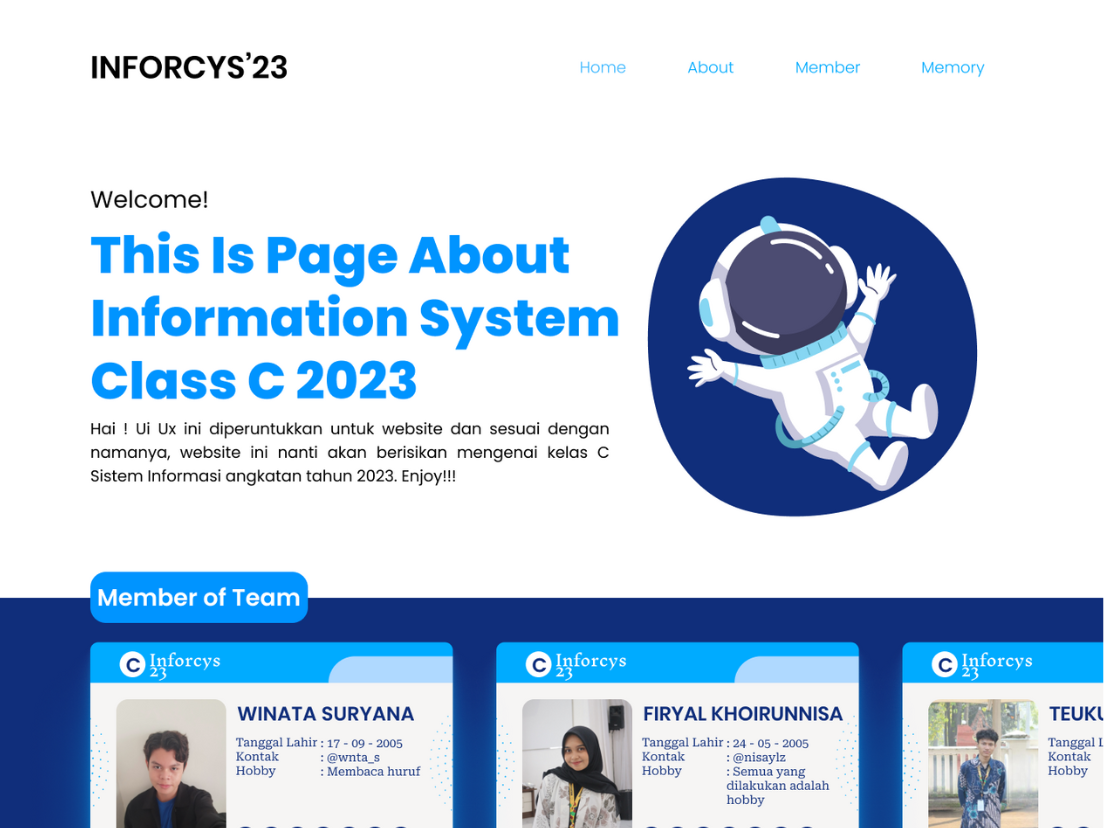 INFORCYS’23
Home About Member Memory
Welcome!
This Is Page About
Information System
Class C 2023
Hai ! Ui Ux ini diperuntukkan untuk website dan sesuai dengan
namanya, website ini nanti akan berisikan mengenai kelas C
Sistem Informasi angkatan tahun 2023. Enjoy!!!
Member of Team
C Inforcys
23
WINATA SURYANA
Tanggal Lahir : 17 - 09 - 2005
Kontak : @wnta_s
Hobby : Membaca huruf
C Inforcys
23
FIRYAL KHOIRUNNISA
Tanggal Lahir : 24 - 05 - 2005
Kontak : @nisaylz
Hobby : Semua yang
dilakukan adalah
hobby
C Inforcys
23
TEUKU
Tanggal L
Kontak
Hobby